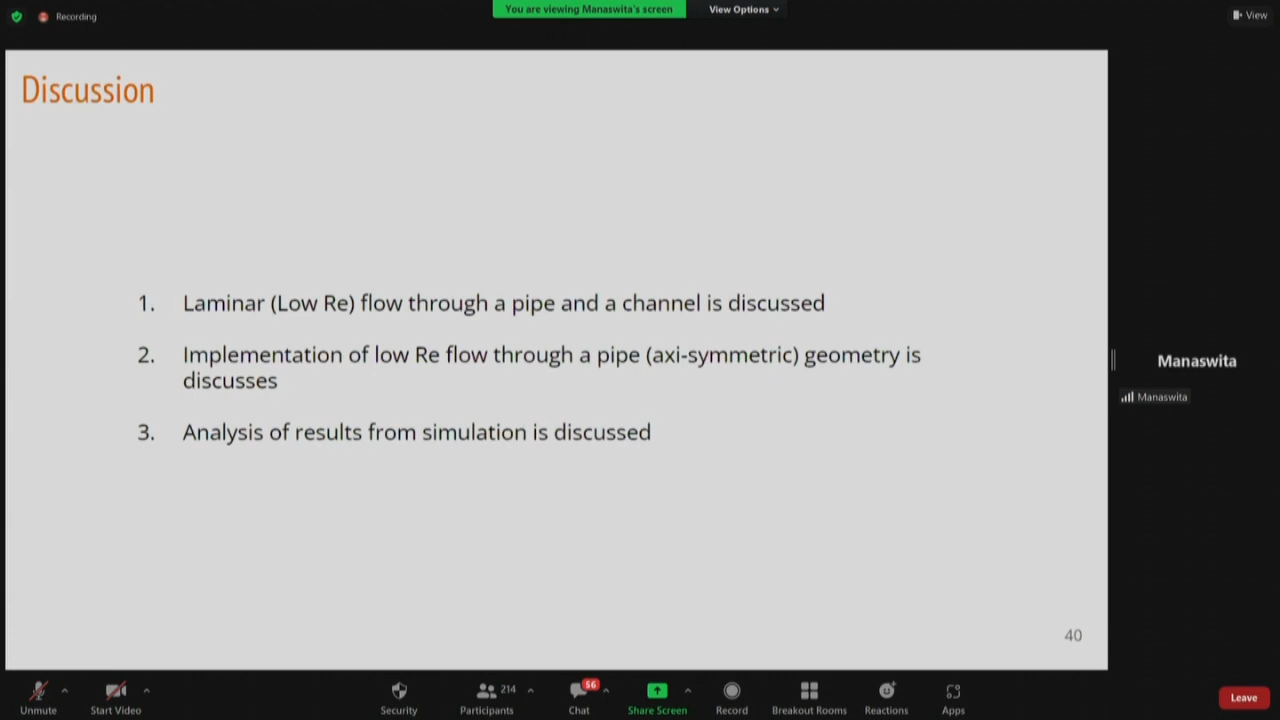 Recording
You are viewing Manaswita's screen
View Options
View
Discussion
1. Laminar (Low Re) flow through a pipe and a channel is discussed
2. Implementation of low Re flow through a pipe (axi-symmetric) geometry is
discusses
3. Analysis of results from simulation is discussed
40
Manaswita
Manaswita
Unmute
Start Video
Security
214
Participants
56
Chat
Share Screen
Record
Breakout Rooms
Reactions
Apps
Leave